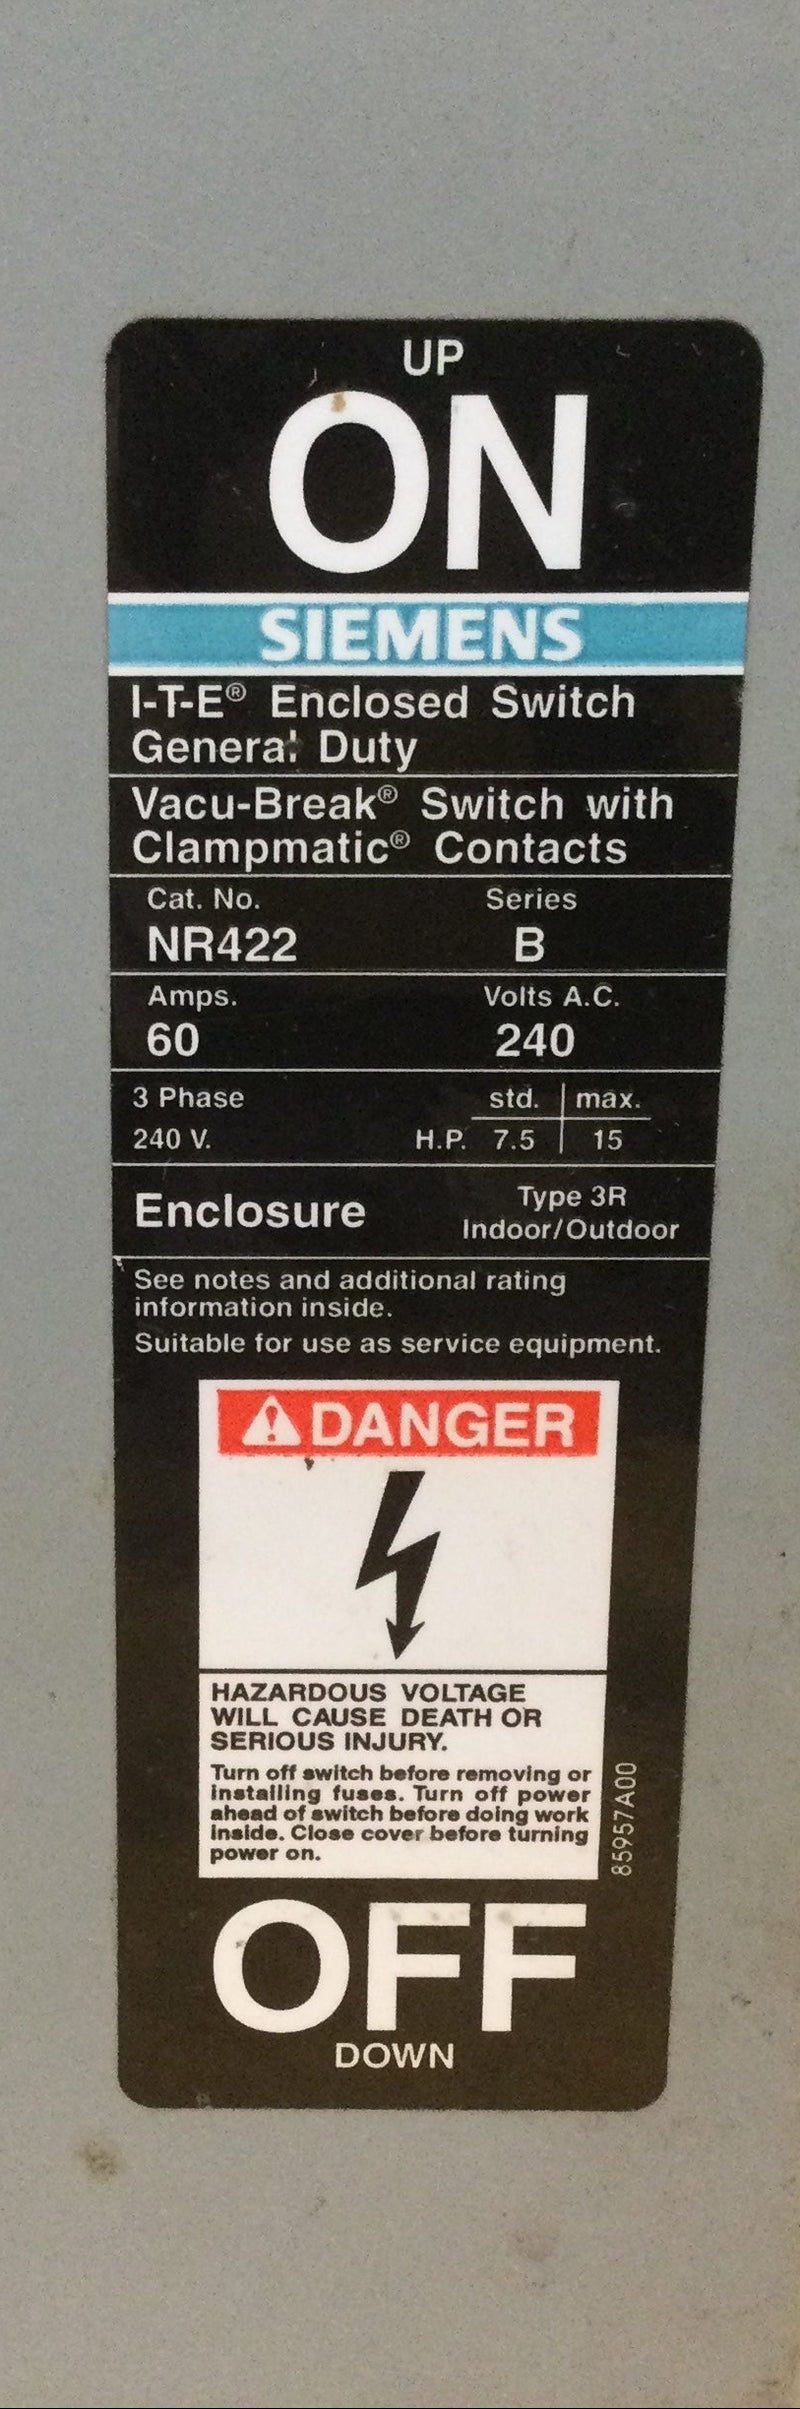 UP
ON
SIEMENS
I-T-E® Enclosed Switch
General Duty
Vacu-Break® Switch with
Clampmatic® Contacts
Cat. No. Series
NR422 B
Amps. Volts A.C.
60 240
3 Phase std. max.
240 V. H.P. 7.5 15
Enclosure Type 3R
Indoor/Outdoor
See notes and additional rating
information inside.
Suitable for use as service equipment.
DANGER
HAZARDOUS VOLTAGE
WILL CAUSE DEATH OR
SERIOUS INJURY.
Turn off switch before removing or
installing fuses. Turn off power
ahead of switch before doing work
inside. Close cover before turning
power on.
85957A00
OFF
DOWN